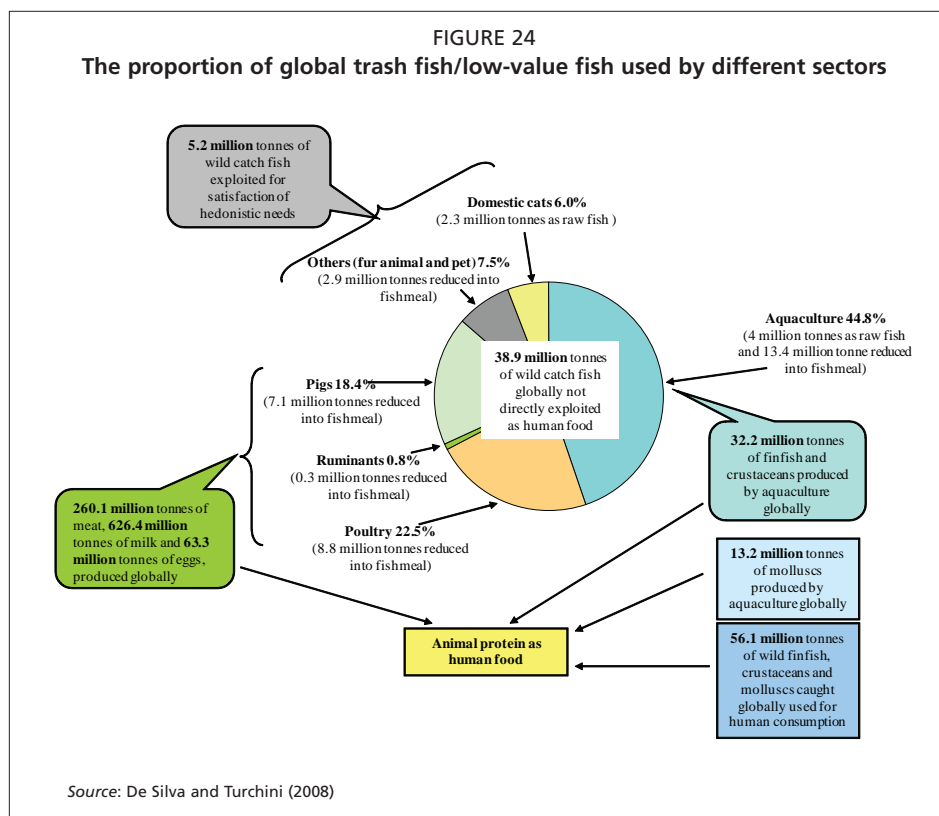 FIGURE 24
The proportion of global trash fish/low-value fish used by different sectors
5.2 million tonnes of
wild catch fish
exploited for
satisfaction of
hedonistic needs
Domestic cats 6.0%
(2.3 million tonnes as raw fish )
Others (fur animal and pet) 7.5%
(2.9 million tonnes reduced into
fishmeal)
Aquaculture 44.8%
(4 million tonnes as raw fish
and 13.4 million tonne reduced
into fishmeal)
38.9 million tonnes
of wild catch fish
globally not
directly exploited
as human food
Pigs 18.4%
(7.1 million tonnes reduced
into fishmeal)
Ruminants 0.8%
(0.3 million tonnes reduced
into fishmeal)
Poultry 22.5%
(8.8 million tonnes reduced
into fishmeal)
32.2 million tonnes
of finfish and
crustaceans produced
by aquaculture
globally
260.1 million tonnes of
meat, 626.4 million
tonnes of milk and 63.3
million tonnes of eggs,
produced globally
13.2 million tonnes
of molluscs
produced by
aquaculture globally
Animal protein as
human food
56.1 million tonnes
of wild finfish,
crustaceans and
molluscs caught
globally used for
human consumption
Source: De Silva and Turchini (2008)